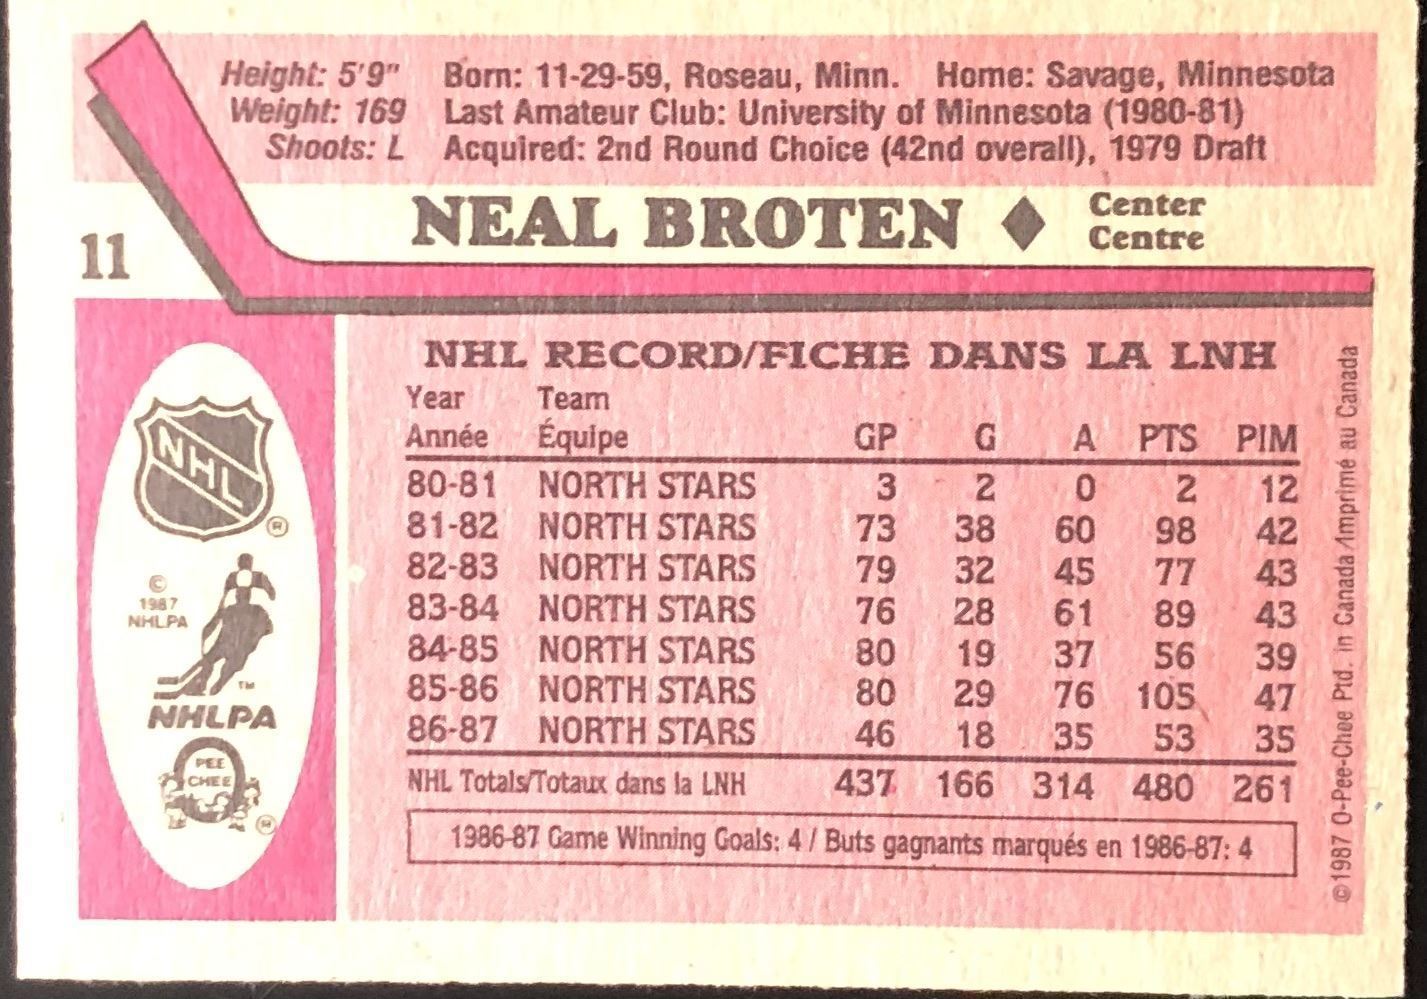 Height: 5'9" Born: 11-29-59, Roseau, Minn. Home: Savage, Minnesota
Weight: 169 Last Amateur Club: University of Minnesota (1980-81)
Shoots: L Acquired: 2nd Round Choice (42nd overall), 1979 Draft
11
NEAL BROTEN ♦ Center
Centre
NHL RECORD/FICHE DANS LA LNH
Year Team
Année Équipe GP G A PTS PIM
80-81 NORTH STARS 3 2 0 2 12
81-82 NORTH STARS 73 38 60 98 42
82-83 NORTH STARS 79 32 45 77 43
83-84 NORTH STARS 76 28 61 89 43
84-85 NORTH STARS 80 19 37 56 39
85-86 NORTH STARS 80 29 76 105 47
86-87 NORTH STARS 46 18 35 53 35
NHL Totals/Totaux dans la LNH 437 166 314 480 261
1986-87 Game Winning Goals: 4 / Buts gagnants marqués en 1986-87: 4
NHL
®
©
1987
NHLPA
TM
NHLPA
PEE
CHEE
®
©1987 O-Pee-Chee Ptd. in Canada/Imprimé au Canada